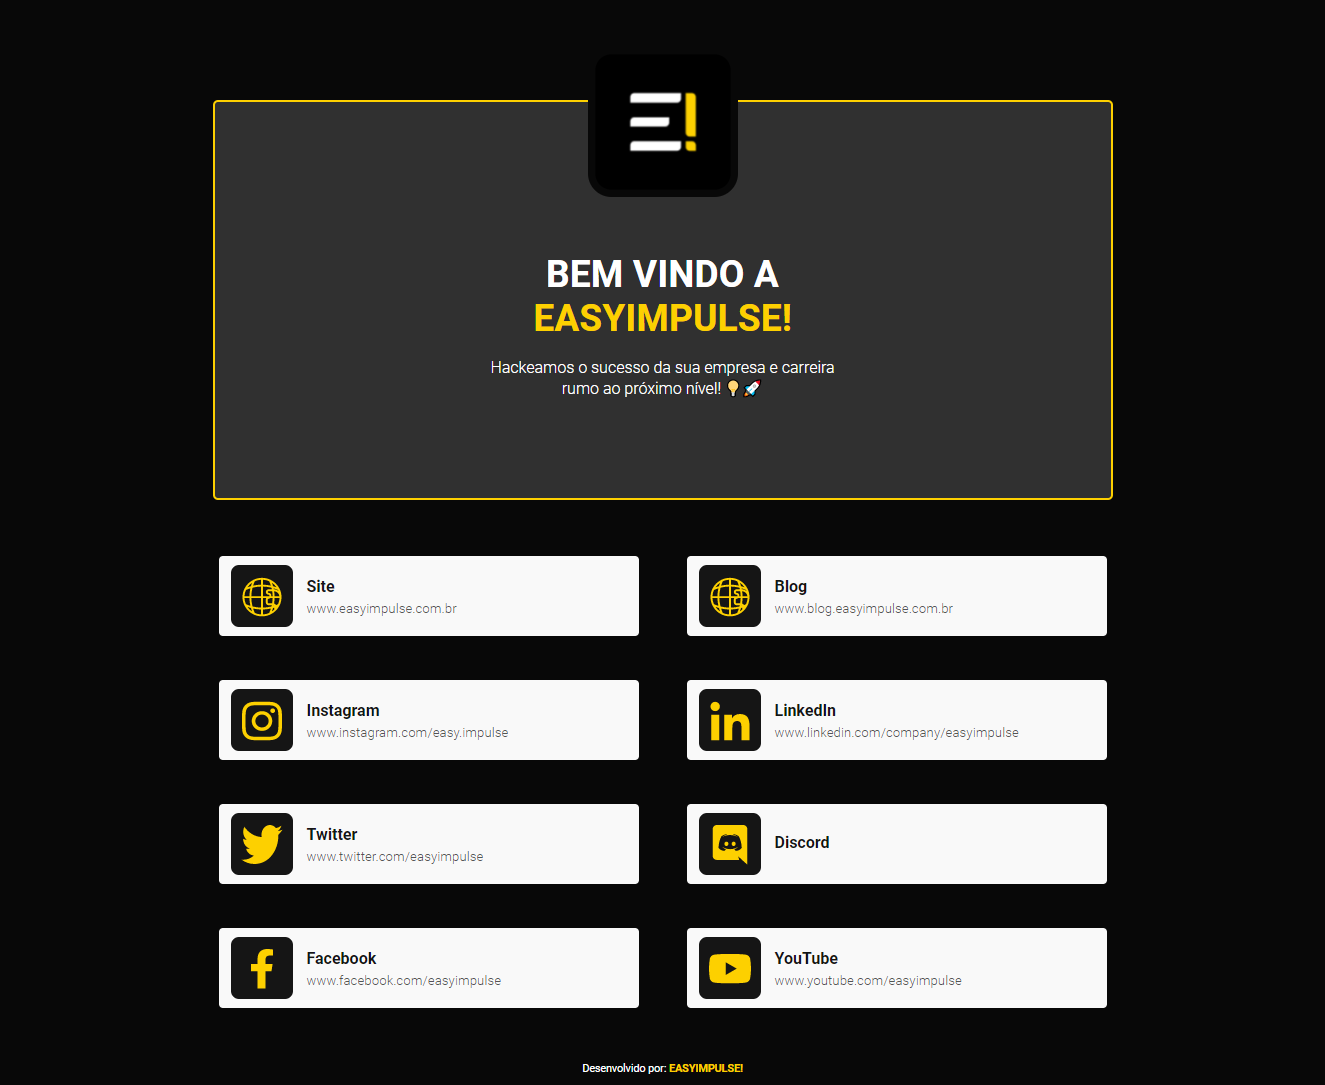 E!
BEM VINDO A
EASYIMPULSE!
Hackeamos o sucesso da sua empresa e carreira
rumo ao próximo nível! 💡🚀
Site
www.easyimpulse.com.br
Blog
www.blog.easyimpulse.com.br
Instagram
www.instagram.com/easy.impulse
LinkedIn
www.linkedin.com/company/easyimpulse
Twitter
www.twitter.com/easyimpulse
Discord
Facebook
www.facebook.com/easyimpulse
YouTube
www.youtube.com/easyimpulse
Desenvolvido por: EASYIMPULSE!